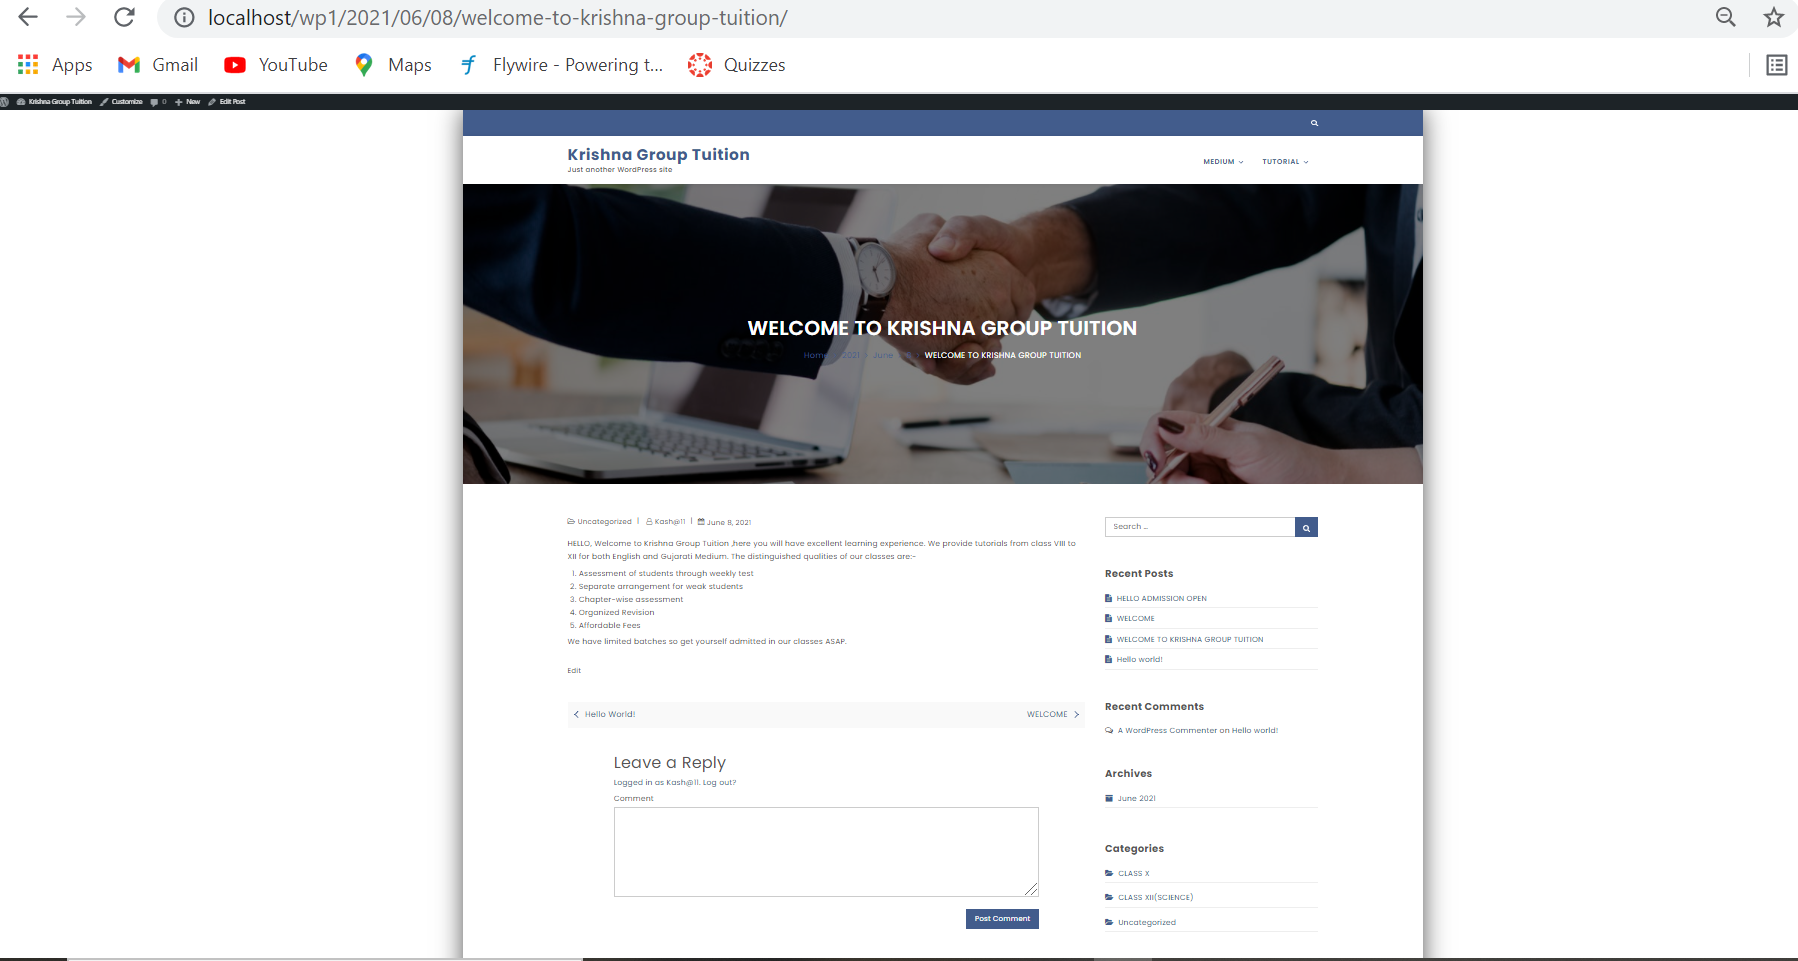 localhost/wp1/2021/06/08/welcome-to-krishna-group-tuition/
Apps Gmail YouTube Maps Flywire - Powering t... Quizzes
Krishna Group Tuition Customize 0 New Edit Post
Krishna Group Tuition
Just another WordPress site
MEDIUM TUTORIAL
WELCOME TO KRISHNA GROUP TUITION
Home 2021 June WELCOME TO KRISHNA GROUP TUITION
Uncategorized | Kash@11 | June 8, 2021
HELLO, Welcome to Krishna Group Tuition ,here you will have excellent learning experience. We provide tutorials from class VIII to
XII for both English and Gujarati Medium. The distinguished qualities of our classes are:-
1. Assessment of students through weekly test
2. Separate arrangement for weak students
3. Chapter-wise assessment
4. Organized Revision
5. Affordable Fees
We have limited batches so get yourself admitted in our classes ASAP.
Edit
Hello World! WELCOME
Leave a Reply
Logged in as Kash@11. Log out?
Comment
Post Comment
Search ...
Recent Posts
HELLO ADMISSION OPEN
WELCOME
WELCOME TO KRISHNA GROUP TUITION
Hello world!
Recent Comments
A WordPress Commenter on Hello world!
Archives
June 2021
Categories
CLASS X
CLASS XII(SCIENCE)
Uncategorized